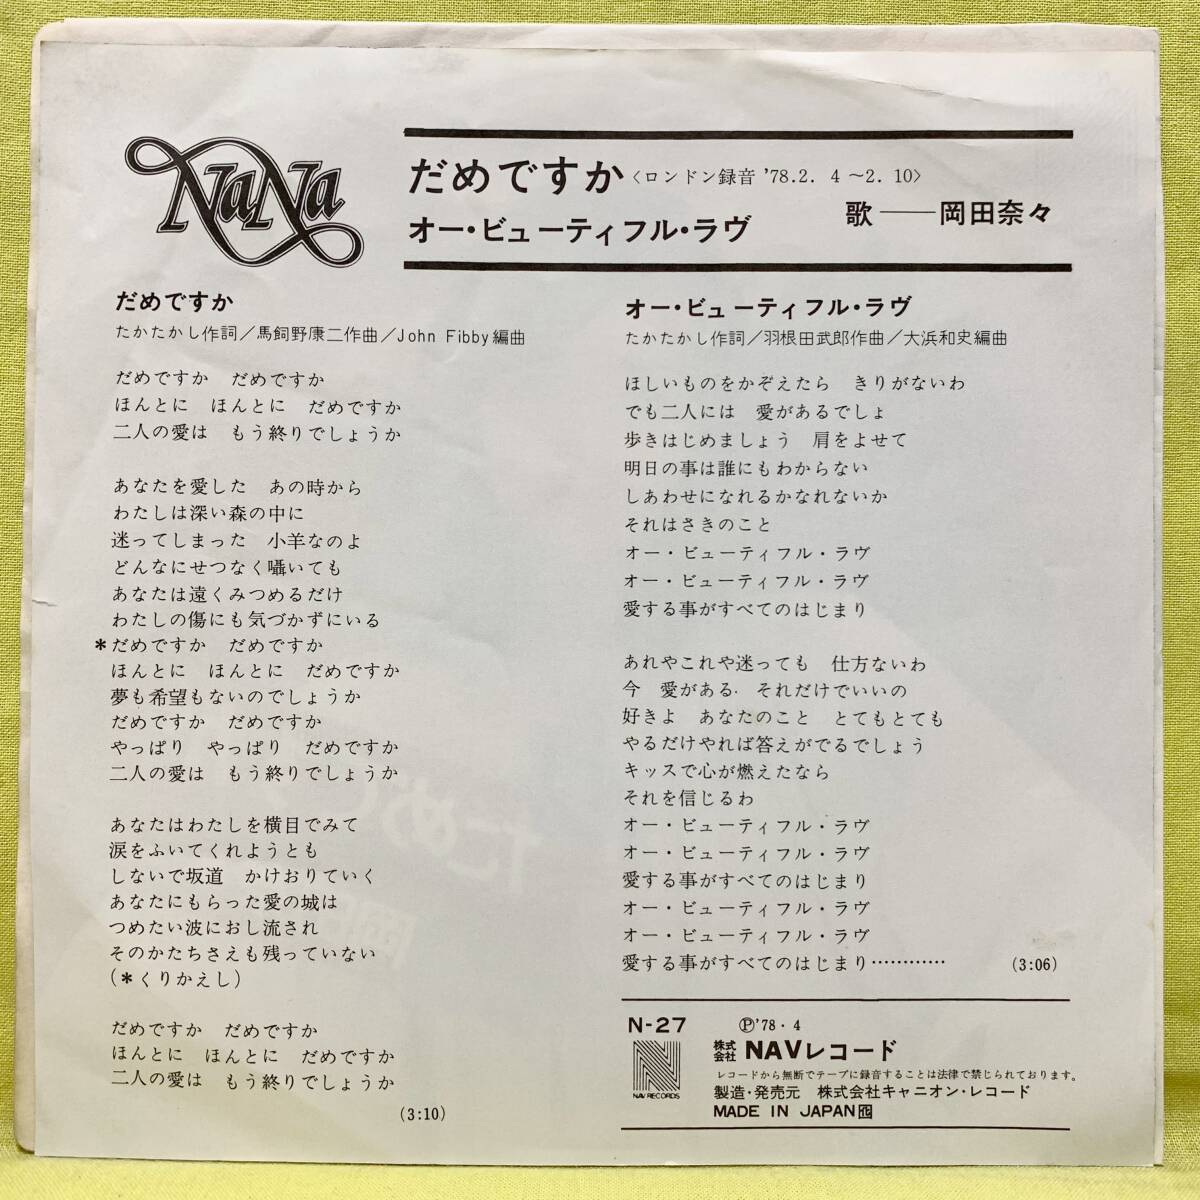 NaNa
だめですか〈ロンドン録音 '78.2. 4 〜2. 10〉
オー・ビューティフル・ラヴ
歌――岡田奈々
だめですか
たかたかし作詞／馬飼野康二作曲／John Fibby編曲
だめですか　だめですか
ほんとに　ほんとに　だめですか
二人の愛は　もう終りでしょうか
あなたを愛した　あの時から
わたしは深い森の中に
迷ってしまった　小羊なのよ
どんなにせつなく囁いても
あなたは遠くみつめるだけ
わたしの傷にも気づかずにいる
＊だめですか　だめですか
ほんとに　ほんとに　だめですか
夢も希望もないのでしょうか
だめですか　だめですか
やっぱり　やっぱり　だめですか
二人の愛は　もう終りでしょうか
あなたはわたしを横目でみて
涙をふいてくれようとも
しないで坂道　かけおりていく
あなたにもらった愛の城は
つめたい波におし流され
そのかたちさえも残っていない
(＊くりかえし)
だめですか　だめですか
ほんとに　ほんとに　だめですか
二人の愛は　もう終りでしょうか
(3:10)
オー・ビューティフル・ラヴ
たかたかし作詞／羽根田武郎作曲／大浜和史編曲
ほしいものをかぞえたら　きりがないわ
でも二人には　愛があるでしょ
歩きはじめましょう　肩をよせて
明日の事は誰にもわからない
しあわせになれるかなれないか
それはさきのこと
オー・ビューティフル・ラヴ
オー・ビューティフル・ラヴ
愛する事がすべてのはじまり
あれやこれや迷っても　仕方ないわ
今　愛がある　それだけでいいの
好きよ　あなたのこと　とてもとても
やるだけやれば答えがでるでしょう
キッスで心が燃えたなら
それを信じるわ
オー・ビューティフル・ラヴ
オー・ビューティフル・ラヴ
愛する事がすべてのはじまり
オー・ビューティフル・ラヴ
オー・ビューティフル・ラヴ
愛する事がすべてのはじまり…………　(3:06)
N-27　Ⓟ'78・4
NAV RECORDS
株式会社 NAVレコード
レコードから無断でテープに録音することは法律で禁じられております。
製造・発売元　株式会社キャニオン・レコード
MADE IN JAPAN